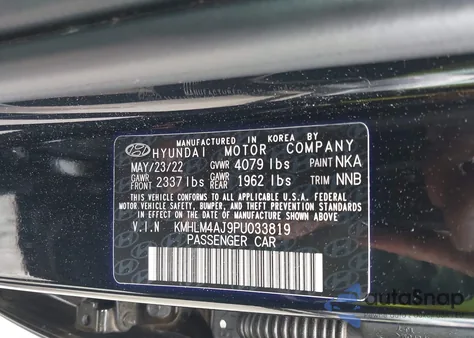 MANUFACTURED IN KOREA BY
HYUNDAI MOTOR COMPANY
MAY/23/22 GVWR 4079 lbs PAINT NKA
GAWR FRONT 2337 lbs GAWR REAR 1962 lbs TRIM NNB
THIS VEHICLE CONFORMS TO ALL APPLICABLE FEDERAL
MOTOR VEHICLE SAFETY, BUMPER, AND THEFT PREVENTION STANDARDS
IN EFFECT ON THE DATE OF MANUFACTURE SHOWN ABOVE.
V.I.N KMHLM4AJ9PU033819
PASSENGER CAR
autoSnap